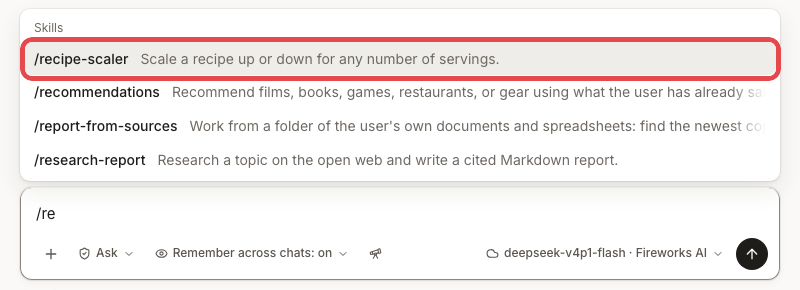 Skills
/recipe-scaler Scale a recipe up or down for any number of servings.
/recommendations Recommend films, books, games, restaurants, or gear using what the user has already
/report-from-sources Work from a folder of the user's own documents and spreadsheets: find the newest
/research-report Research a topic on the open web and write a cited Markdown report.
/re
Ask Remember across chats: on deepseek-v4p1-flash · Fireworks AI